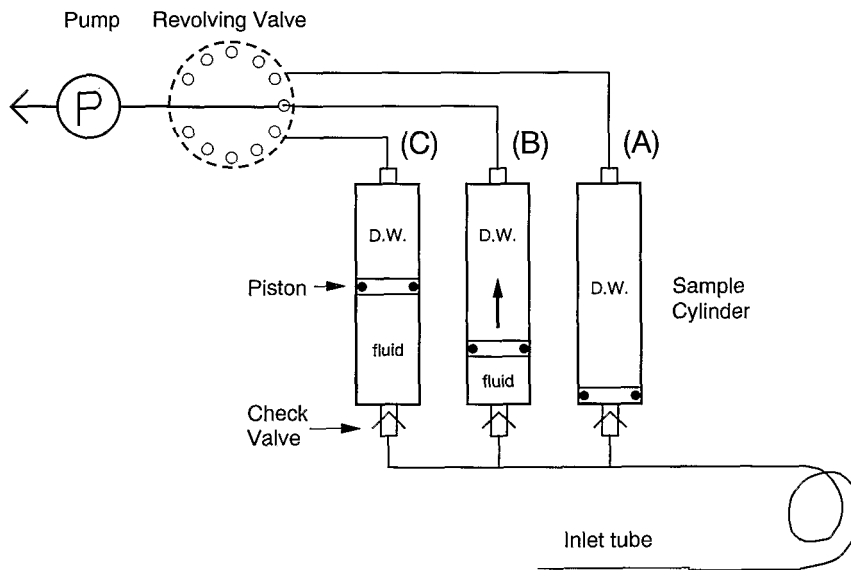 Pump
Revolving Valve
P
(C)
(B)
(A)
D.W.
D.W.
D.W.
Piston
Sample
Cylinder
fluid
fluid
Check
Valve
Inlet tube